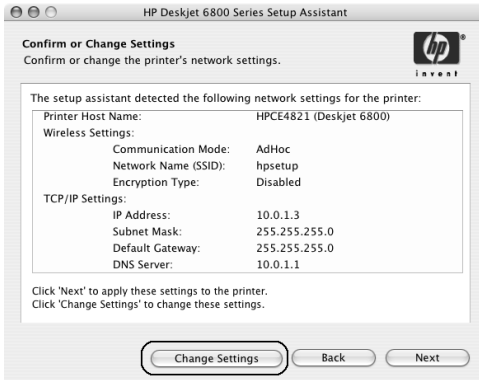 HP Deskjet 6800 Series Setup Assistant
Confirm or Change Settings
Confirm or change the printer's network settings.
hp
®
invent
The setup assistant detected the following network settings for the printer:
Printer Host Name: HPCE4821 (Deskjet 6800)
Wireless Settings:
Communication Mode: AdHoc
Network Name (SSID): hpsetup
Encryption Type: Disabled
TCP/IP Settings:
IP Address: 10.0.1.3
Subnet Mask: 255.255.255.0
Default Gateway: 255.255.255.0
DNS Server: 10.0.1.1
Click 'Next' to apply these settings to the printer.
Click 'Change Settings' to change these settings.
Change Settings Back Next